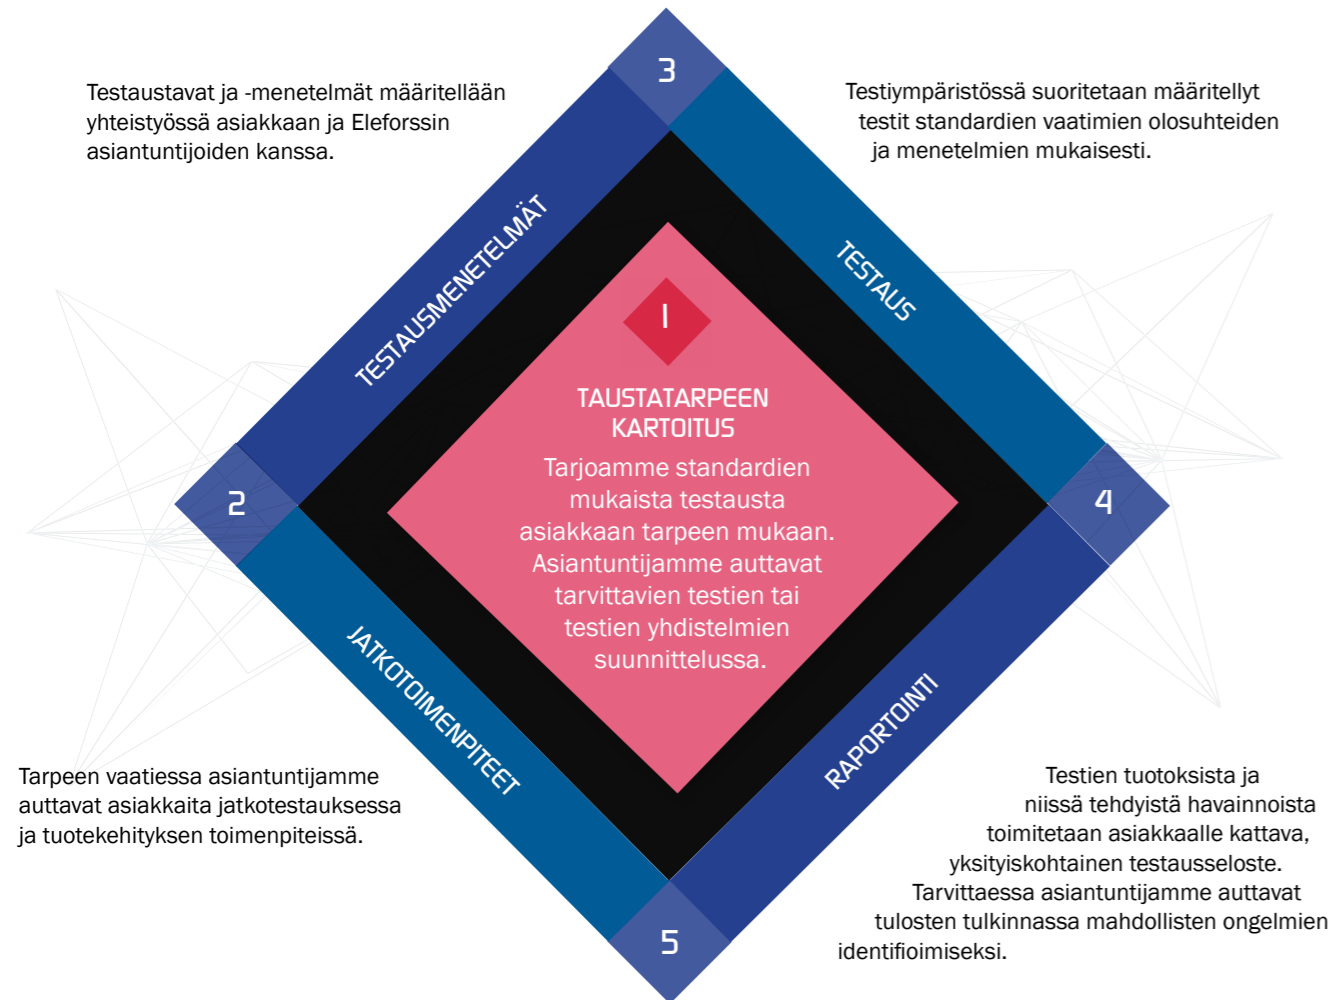 3
Testaustavat ja -menetelmät määritellään
yhteistyössä asiakkaan ja Eleforssin
asiantuntijoiden kanssa.
Testiympäristössä suoritetaan määritellyt
testit standardien vaatimien olosuhteiden
ja menetelmien mukaisesti.
TESTAUSMENETELMÄT
TESTAUS
1
TAUSTATARPEEN
KARTOITUS
Tarjoamme standardien
mukaista testausta
asiakkaan tarpeen mukaan.
Asiantuntijamme auttavat
tarvittavien testien tai
testien yhdistelmien
suunnittelussa.
2
4
JATKOTOIMENPITEET
RAPORTOINTI
Tarpeen vaatiessa asiantuntijamme
auttavat asiakkaita jatkotestauksessa
ja tuotekehityksen toimenpiteissä.
Testien tuotoksista ja
niissä tehdyistä havainnoista
toimitetaan asiakkaalle kattava,
yksityiskohtainen testausseloste.
Tarvittaessa asiantuntijamme auttavat
tulosten tulkinnassa mahdollisten ongelmien
identifioimiseksi.
5